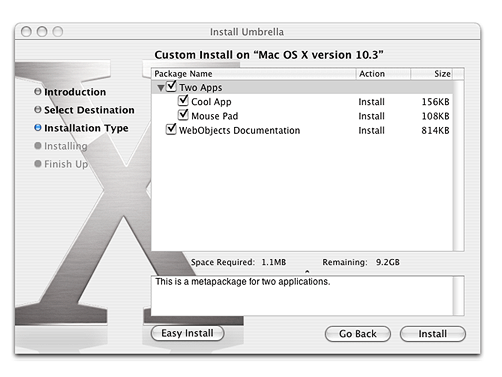 Install Umbrella
Custom Install on “Mac OS X version 10.3”
Introduction
Select Destination
Installation Type
Installing
Finish Up
Package Name Action Size
Two Apps
Cool App Install 156KB
Mouse Pad Install 108KB
WebObjects Documentation Install 814KB
Space Required: 1.1MB Remaining: 9.2GB
This is a metapackage for two applications.
Easy Install Go Back Install